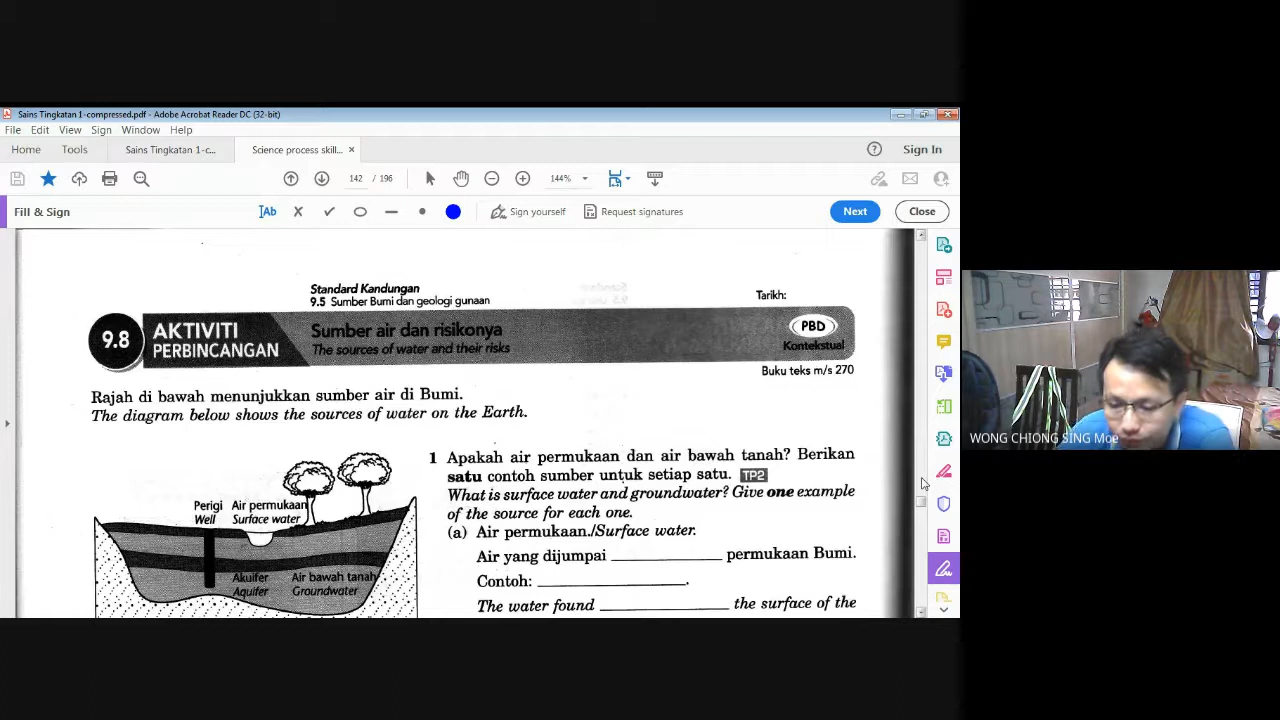 Sains Tingkatan 1-compressed.pdf - Adobe Acrobat Reader DC (32-bit)
File Edit View Sign Window Help
Home Tools Sains Tingkatan 1-c... Science process skill... × Sign In
142 / 196 144%
Fill & Sign Ab Sign yourself Request signatures Next Close
Standard Kandungan
9.5 Sumber Bumi dan geologi gunaan
Tarikh:
9.8 AKTIVITI PERBINCANGAN
Sumber air dan risikonya
The sources of water and their risks
PBD
Kontekstual
Buku teks m/s 270
Rajah di bawah menunjukkan sumber air di Bumi.
The diagram below shows the sources of water on the Earth.
Perigi
Well
Air permukaan
Surface water
Akuifer
Aquifer
Air bawah tanah
Groundwater
1 Apakah air permukaan dan air bawah tanah? Berikan
satu contoh sumber untuk setiap satu. TP2
What is surface water and groundwater? Give one example
of the source for each one.
(a) Air permukaan./Surface water.
Air yang dijumpai ____________ permukaan Bumi.
Contoh: ________________.
The water found ______________ the surface of the
WONG CHIONG SING Moe